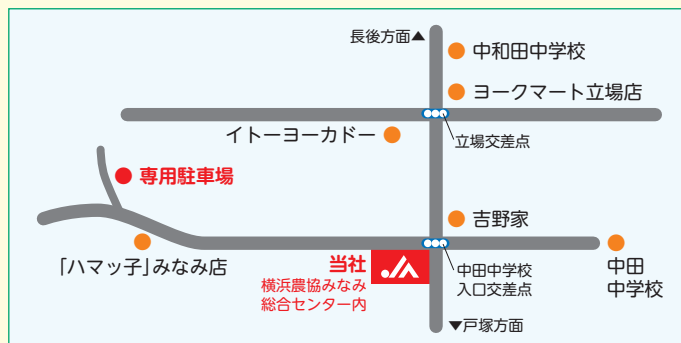 長後方面▲
中和田中学校
ヨークマート立場店
イトーヨーカドー
立場交差点
専用駐車場
吉野家
「ハマッ子」みなみ店
当社
横浜農協みなみ
総合センター内
JA
中田中学校
入口交差点
中田
中学校
▼戸塚方面